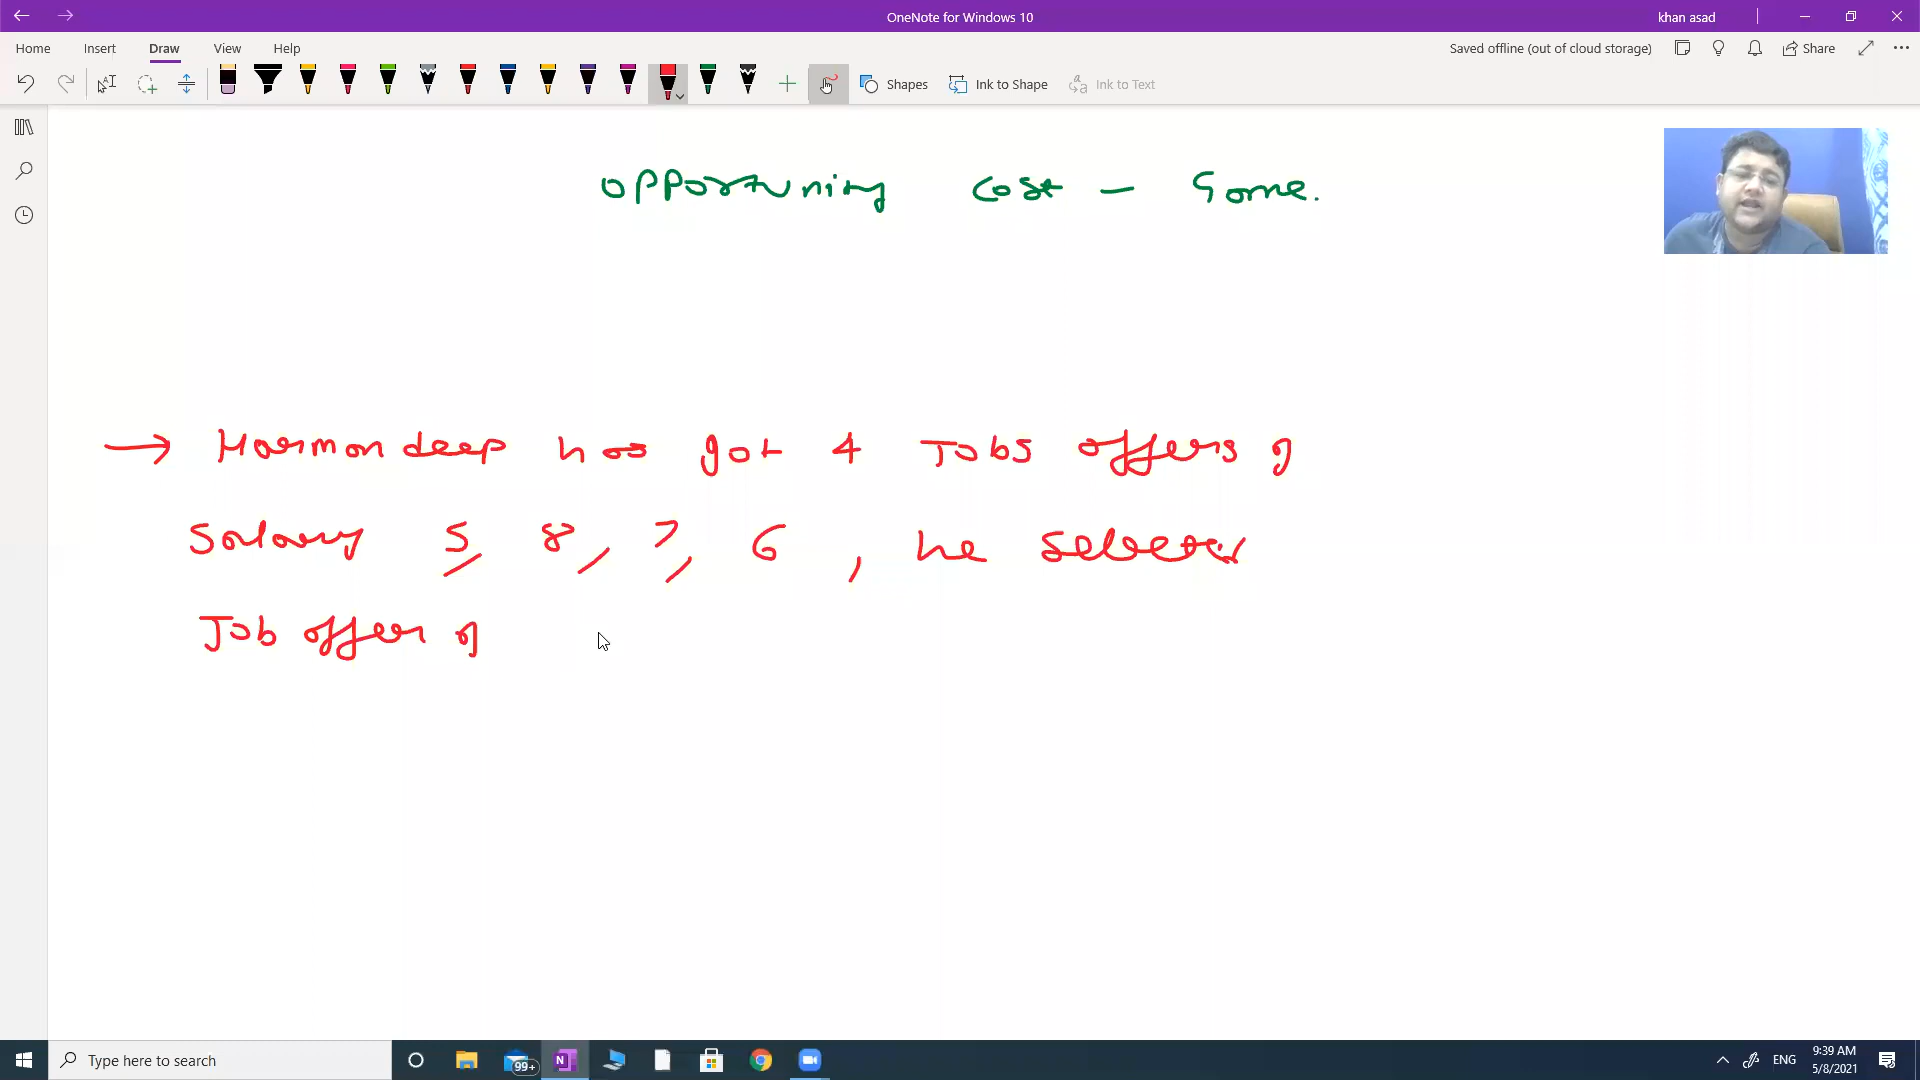 OneNote for Windows 10
khan asad
Home Insert Draw View Help
Saved offline (out of cloud storage)
Share
Shapes
Ink to Shape
Ink to Text
Opportunity Cost - Game.
→ Harmandeep has got 4 Jobs offers of
Salary 5, 8, 7, 6 , he selected
Job offer of
Type here to search
99+
ENG
9:39 AM
5/8/2021